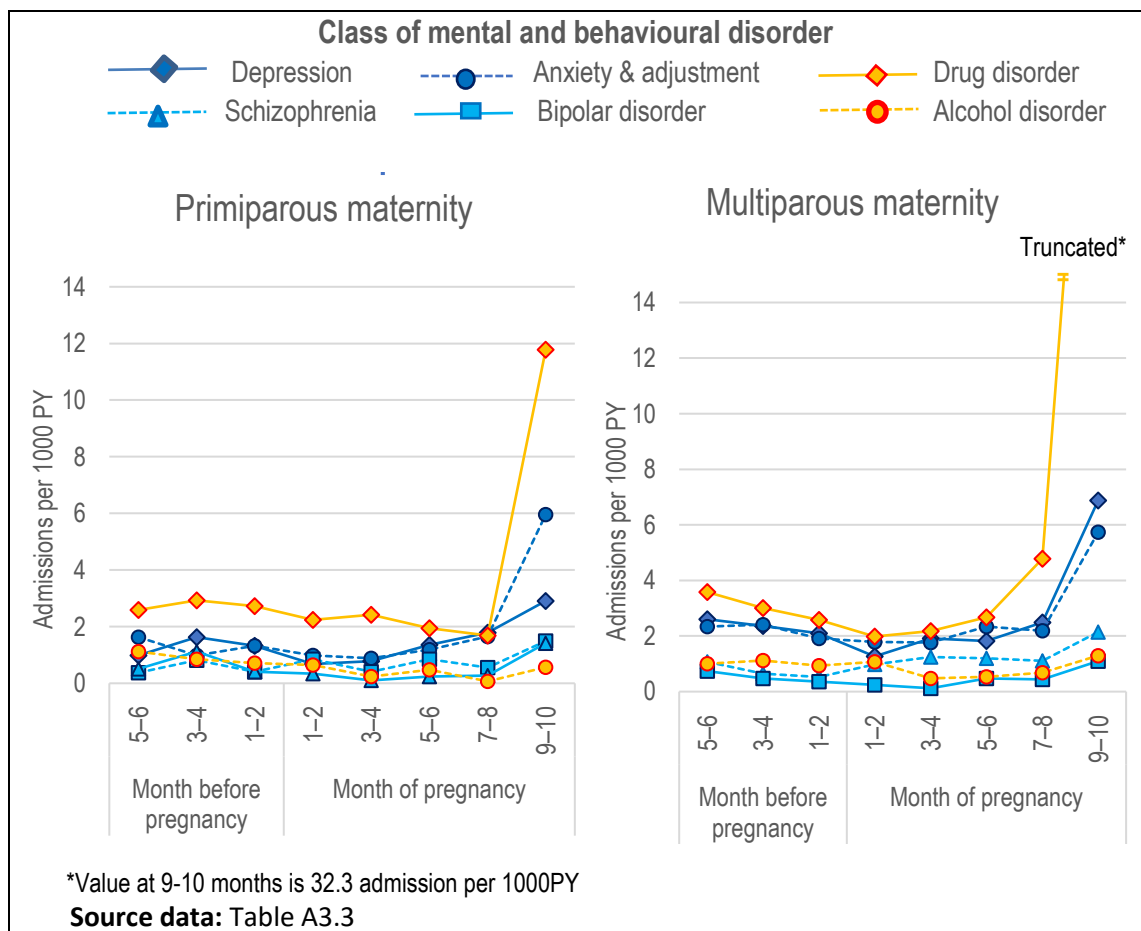 Class of mental and behavioural disorder
Depression Anxiety & adjustment Drug disorder
Schizophrenia Bipolar disorder Alcohol disorder
Primiparous maternity
Admissions per 1000 PY
14
12
10
8
6
4
2
0
5–6 3–4 1–2 1–2 3–4 5–6 7–8 9–10
Month before
pregnancy
Month of pregnancy
Multiparous maternity
Truncated*
Admissions per 1000 PY
14
12
10
8
6
4
2
0
5–6 3–4 1–2 1–2 3–4 5–6 7–8 9–10
Month before
pregnancy
Month of pregnancy
*Value at 9-10 months is 32.3 admission per 1000PY
Source data: Table A3.3